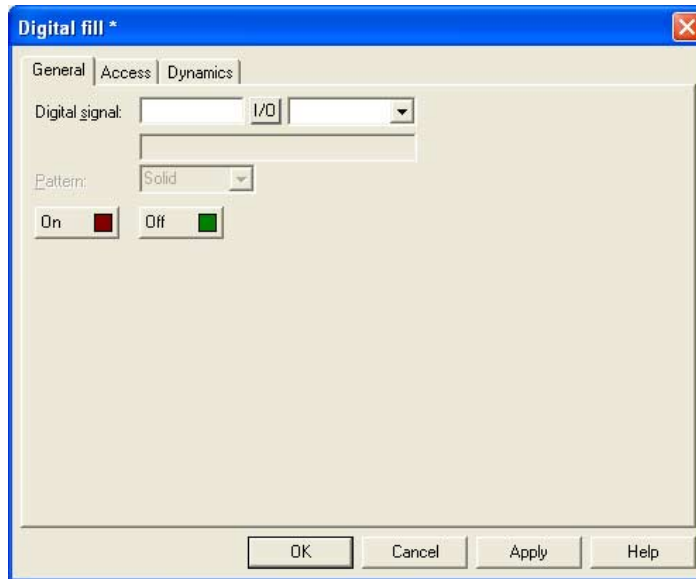 Digital fill *
General Access Dynamics
Digital signal: I/O
Pattern: Solid
On Off
OK Cancel Apply Help